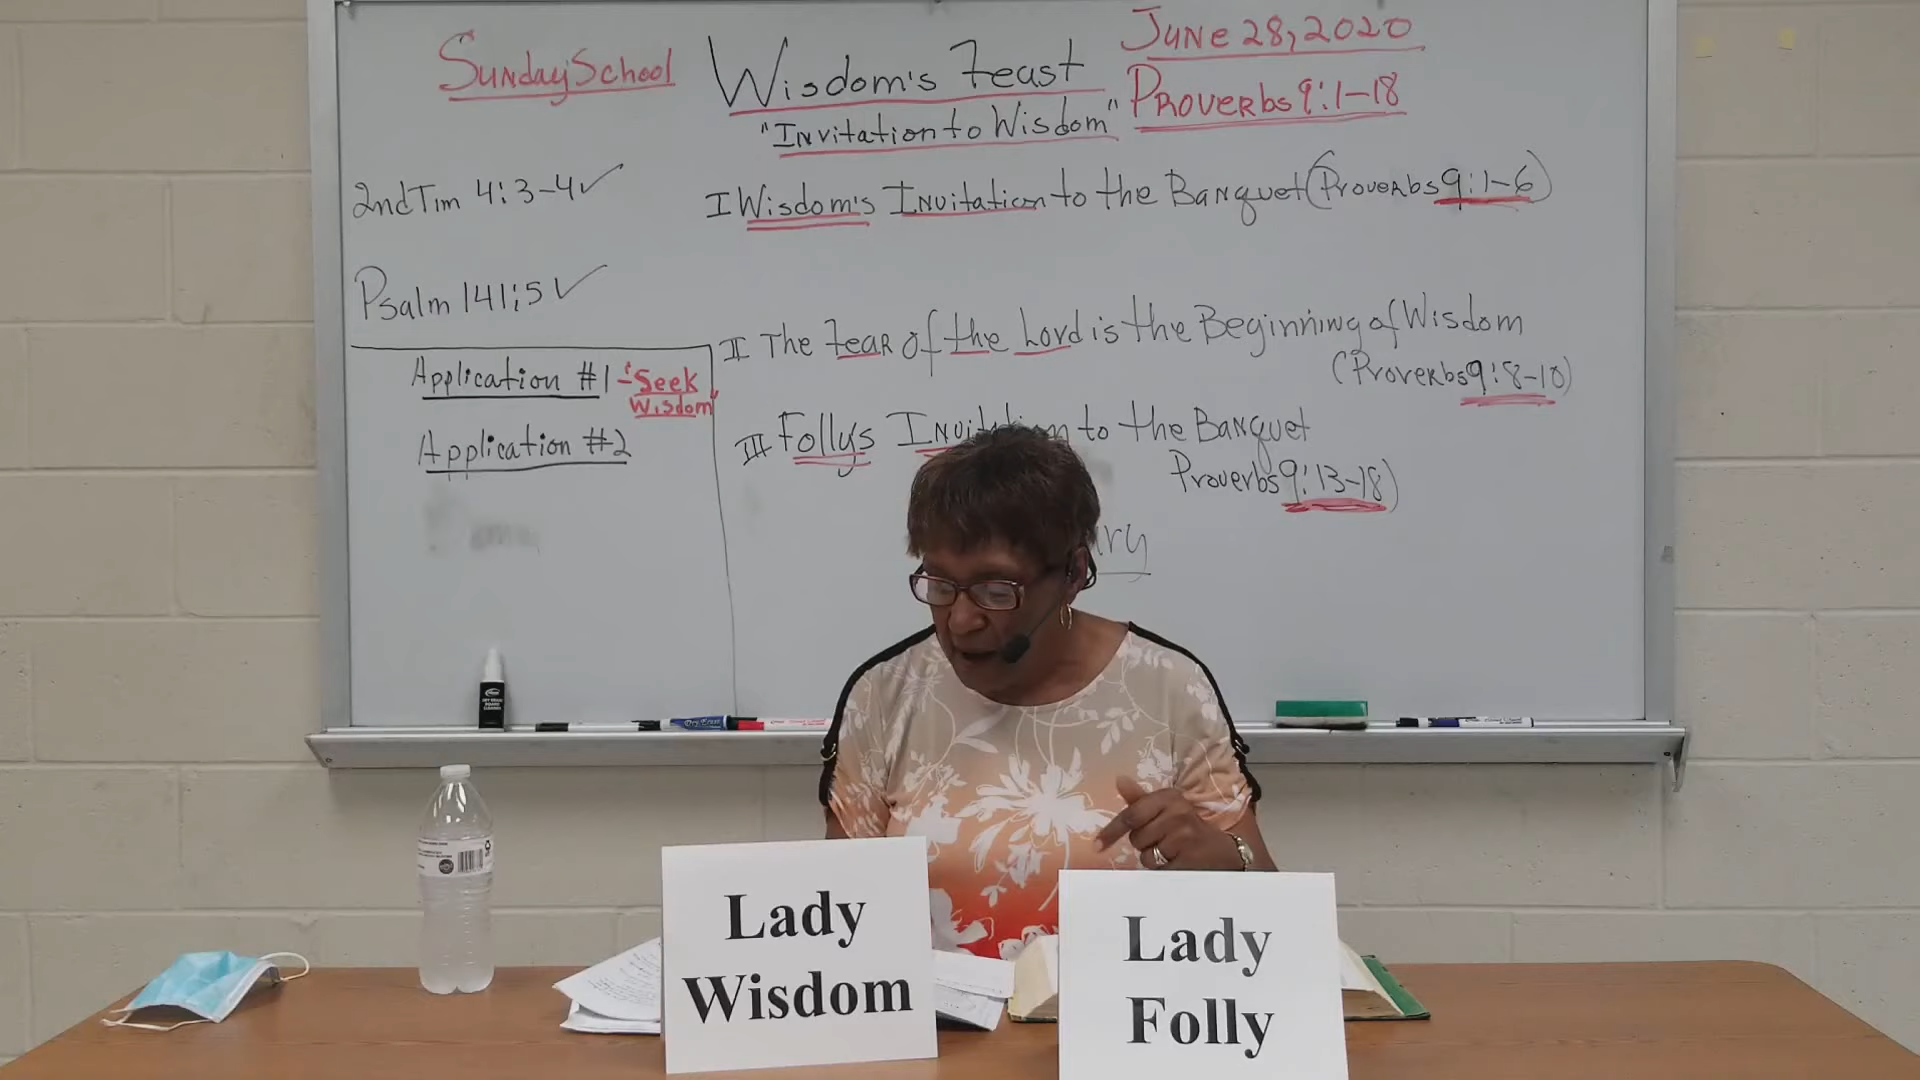 Sunday School
Wisdom's Feast
"Invitation to Wisdom"
June 28, 2020
Proverbs 9:1-18
2nd Tim 4:3-4✓
Psalm 141:5✓
Application #1-"Seek
Wisdom
Application #2
I Wisdom's Invitation to the Banquet (Proverbs 9:1-6)
II The Fear of the Lord is the Beginning of Wisdom
(Proverbs 9:8-10)
III Folly's Invitation to the Banquet
Proverbs 9:13-18)
Lady
Wisdom
Lady
Folly